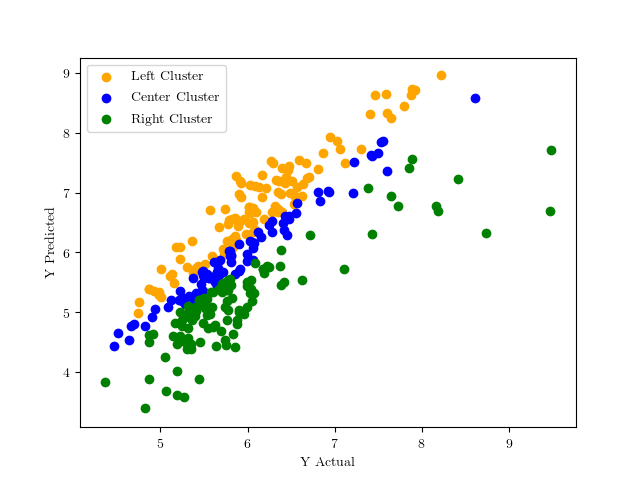 Left Cluster
Center Cluster
Right Cluster
9
8
7
6
5
4
Y Predicted
5 6 7 8 9
Y Actual